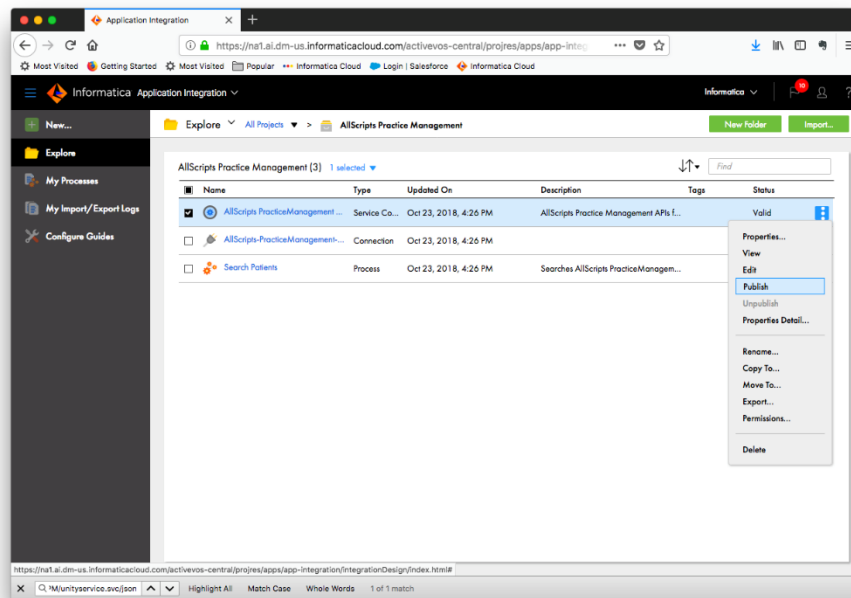 Application Integration
https://na1.ai.dm-us.informaticacloud.com/activevos-central/projres/apps/app-integ
Most Visited Getting Started Most Visited Popular Informatica Cloud Login | Salesforce Informatica Cloud
Informatica Application Integration Informatica 10 ?
New... Explore All Projects > AllScripts Practice Management New Folder Import...
Explore
AllScripts Practice Management (3) 1 selected Find
My Processes
Name Type Updated On Description Tags Status
My Import/Export Logs
AllScripts PracticeManagement ... Service Co... Oct 23, 2018, 4:26 PM AllScripts Practice Management APIs f... Valid
Configure Guides
AllScripts-PracticeManagement-... Connection Oct 23, 2018, 4:26 PM
Search Patients Process Oct 23, 2018, 4:26 PM Searches AllScripts PracticeManagem...
Properties...
View
Edit
Publish
Unpublish
Properties Detail...
Rename...
Copy To...
Move To...
Export...
Permissions...
Delete
https://na1.ai.dm-us.informaticacloud.com/activevos-central/projres/apps/app-integration/integrationDesign/index.html#
M/unityservice.svc/json Highlight All Match Case Whole Words 1 of 1 match